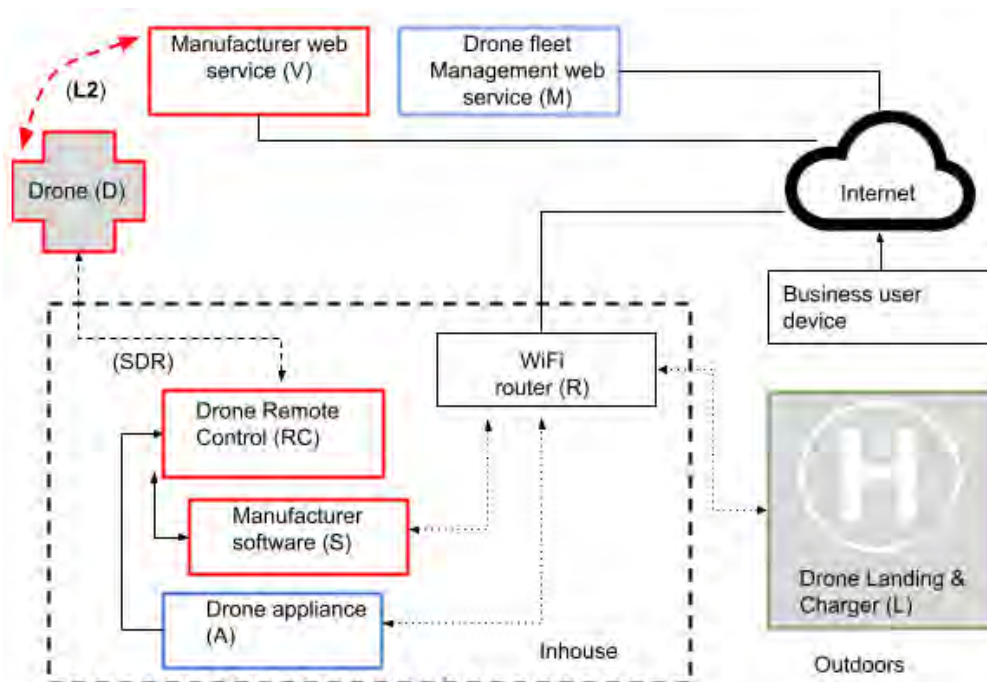 Manufacturer web
service (V)
Drone fleet
Management web
service (M)
(L2)
Drone (D)
Internet
Business user
device
(SDR)
WiFi
router (R)
Drone Remote
Control (RC)
Manufacturer
software (S)
Drone appliance
(A)
Inhouse
H
Drone Landing &
Charger (L)
Outdoors